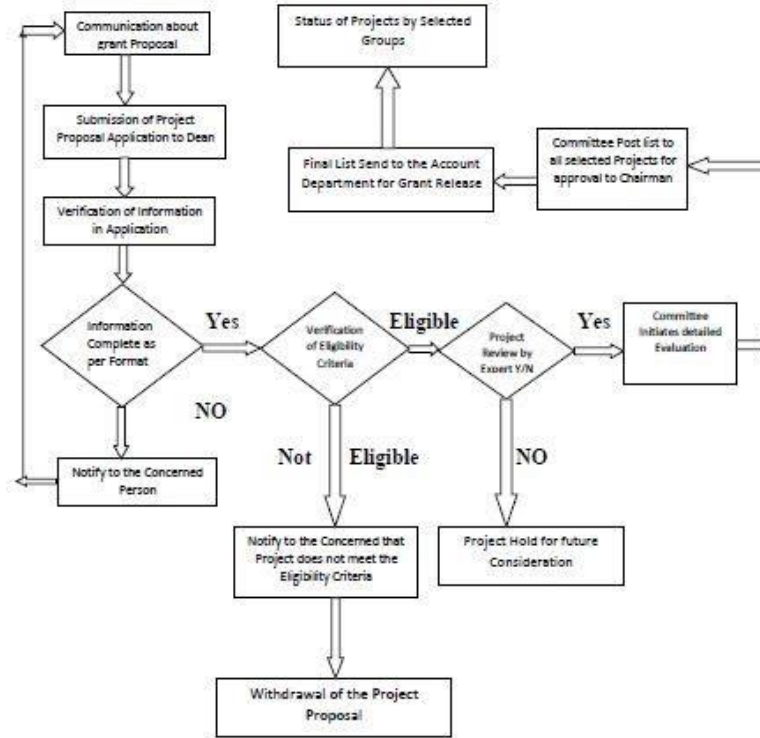 Communication about
grant Proposal
Submission of Project
Proposal Application to Dean
Verification of Information
in Application
Information
Complete as
per Format
Yes
NO
Notify to the Concerned
Person
Verification
of Eligibility
Criteria
Eligible
Not Eligible
Notify to the Concerned that
Project does not meet the
Eligibility Criteria
Withdrawal of the Project
Proposal
Project
Review by
Expert Y/N
Yes
NO
Project Hold for future
Consideration
Committee
Initiates detailed
Evaluation
Committee Post list to
all selected Projects for
approval to Chairman
Final List Send to the Account
Department for Grant Release
Status of Projects by Selected
Groups